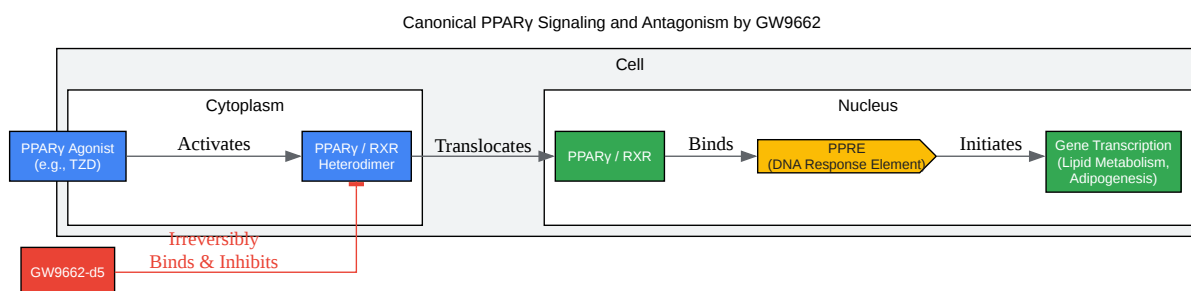 Canonical PPARγ Signaling and Antagonism by GW9662
Cell
Cytoplasm
Nucleus
PPARγ Agonist
(e.g., TZD)
Activates
PPARγ / RXR
Heterodimer
Translocates
PPARγ / RXR
Binds
PPRE
(DNA Response Element)
Initiates
Gene Transcription
(Lipid Metabolism,
Adipogenesis)
Irreversibly
Binds & Inhibits
GW9662-d5